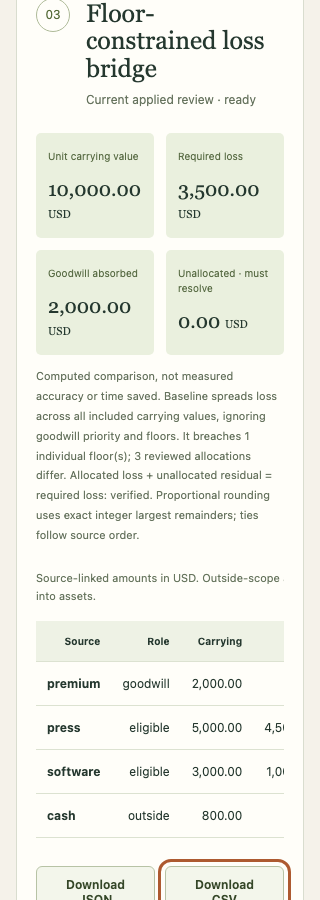 03
Floor-
constrained loss
bridge
Current applied review · ready
Unit carrying value
10,000.00
USD
Required loss
3,500.00
USD
Goodwill absorbed
2,000.00
USD
Unallocated · must
resolve
0.00 USD
Computed comparison, not measured
accuracy or time saved. Baseline spreads loss
across all included carrying values, ignoring
goodwill priority and floors. It breaches 1
individual floor(s); 3 reviewed allocations
differ. Allocated loss + unallocated residual =
required loss: verified. Proportional rounding
uses exact integer largest remainders; ties
follow source order.
Source-linked amounts in USD. Outside-scope
into assets.
Source Role Carrying
premium goodwill 2,000.00
press eligible 5,000.00
software eligible 3,000.00
cash outside 800.00
Download
JSON
Download
CSV